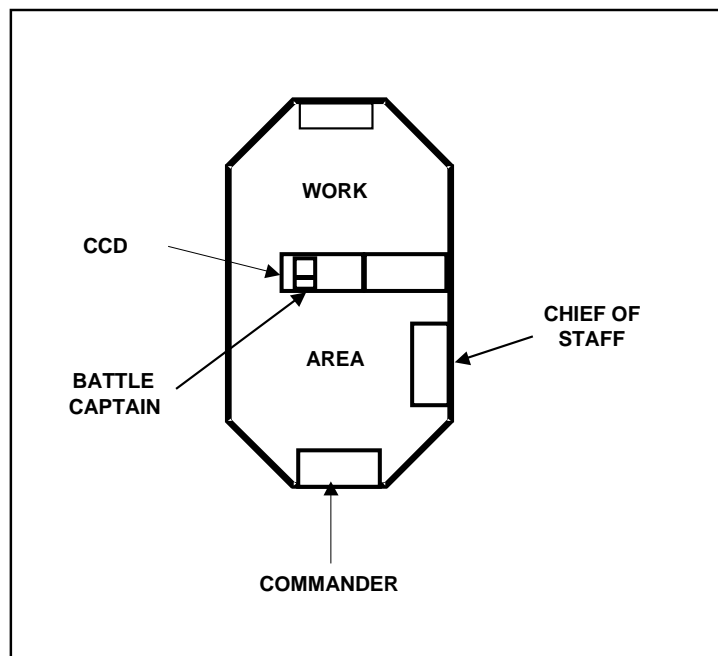 WORK
CCD
CHIEF OF
STAFF
AREA
BATTLE
CAPTAIN
COMMANDER